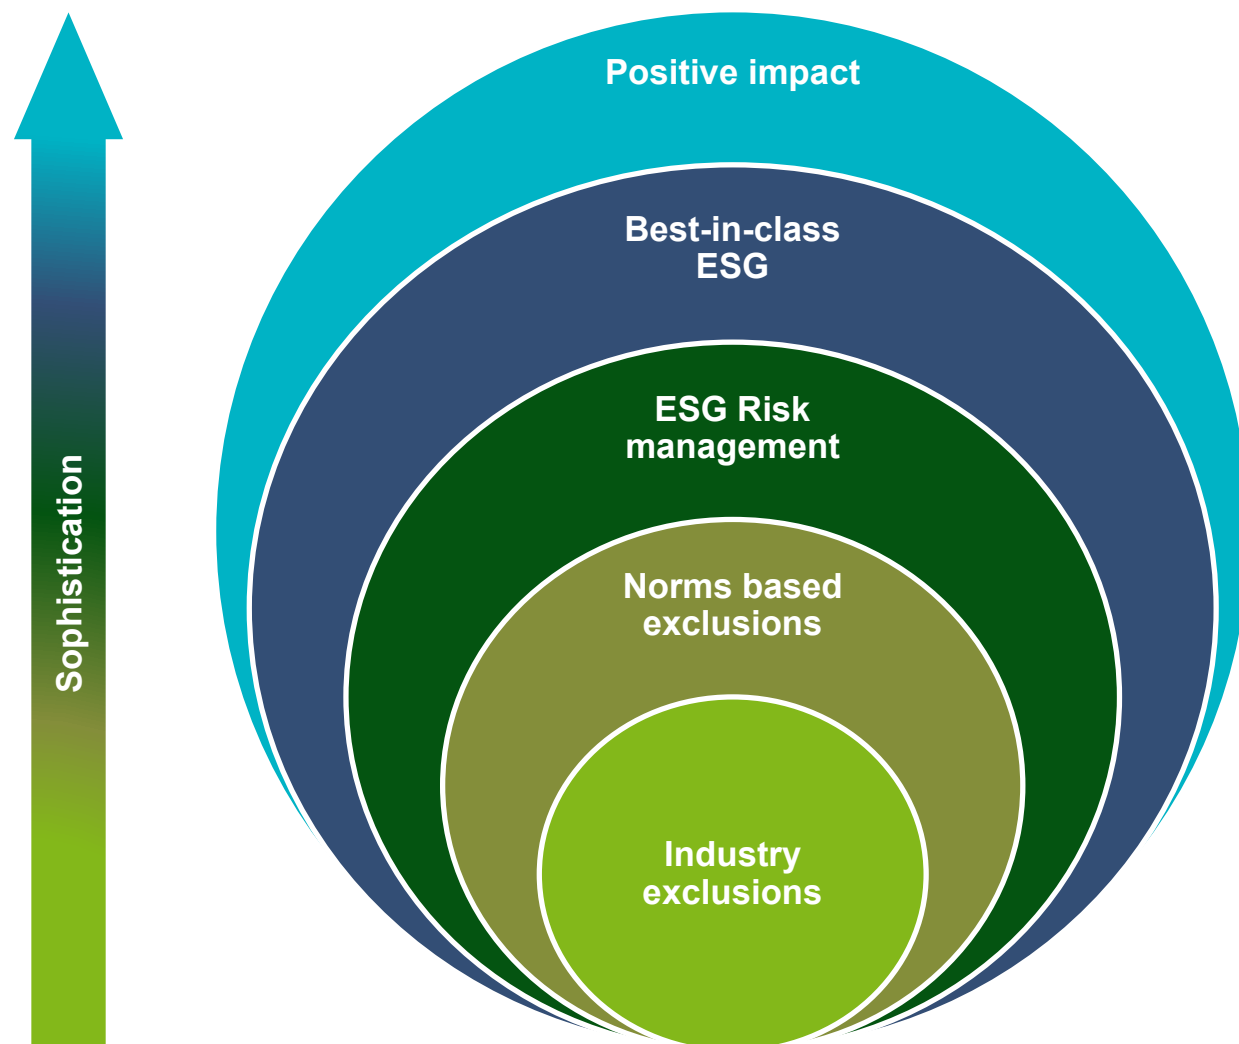 Positive impact
Best-in-class
ESG
ESG Risk
management
Norms based
exclusions
Industry
exclusions
Sophistication